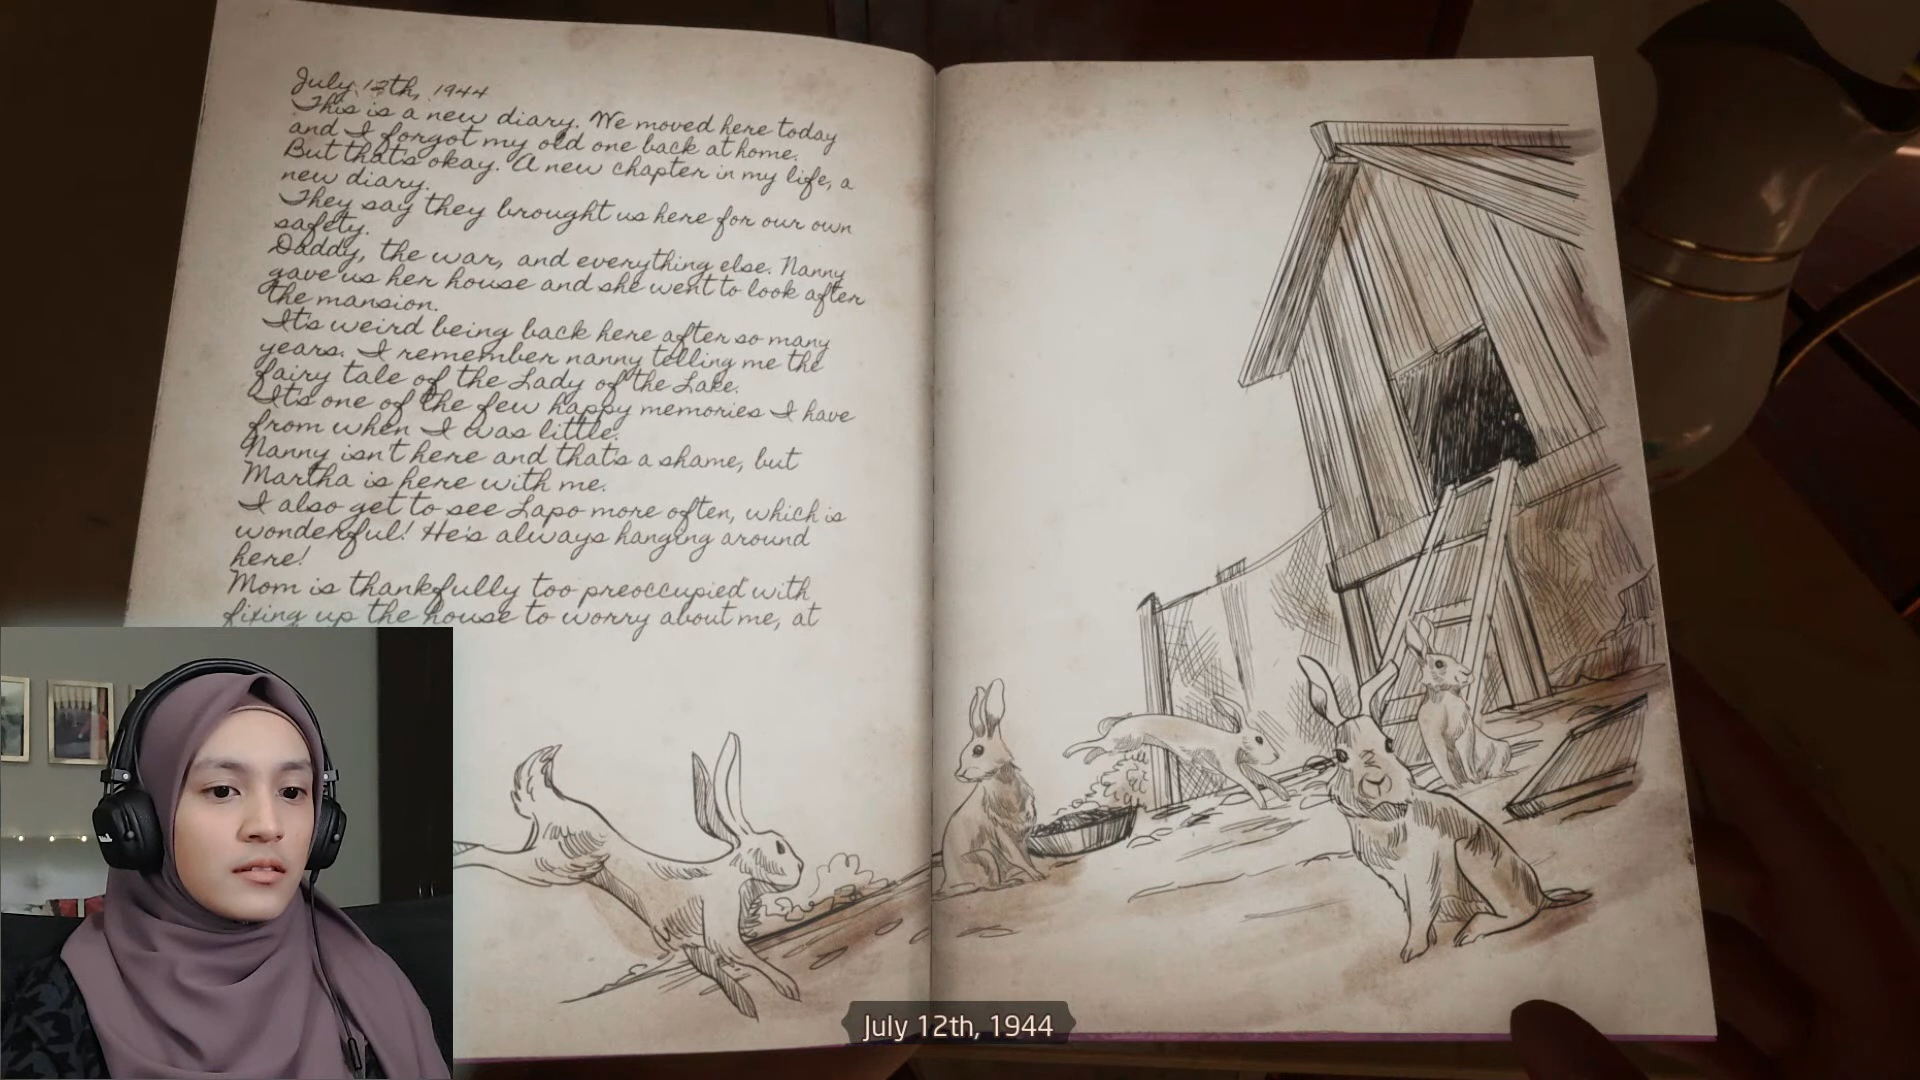 July 12th, 1944
This is a new diary. We moved here today
and I forgot my old one back at home.
But that's okay. A new chapter in my life, a
new diary.
They say they brought us here for our own
safety.
Daddy, the war, and everything else. Nanny
gave us her house and she went to look after
the mansion.
It's weird being back here after so many
years. I remember nanny telling me the
fairy tale of the Lady of the Lake.
It's one of the few happy memories I have
from when I was little.
Nanny isn't here and that's a shame, but
Martha is here with me.
I also get to see Lapo more often, which is
wonderful! He's always hanging around
here!
Mom is thankfully too preoccupied with
fixing up the house to worry about me, at
July 12th, 1944